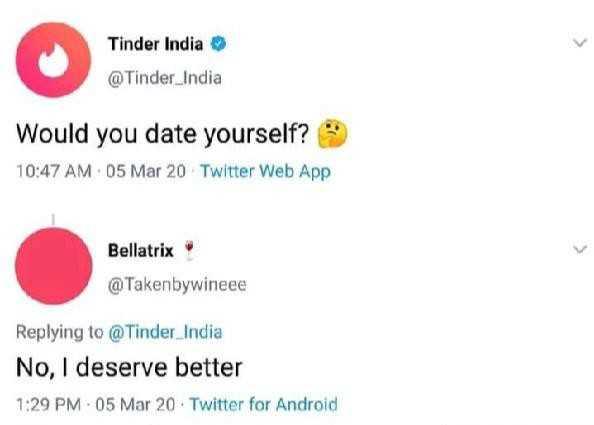 Tinder India
@Tinder_India
Would you date yourself? 🤔
10:47 AM · 05 Mar 20 · Twitter Web App
Bellatrix 🍷
@Takenbywineee
Replying to @Tinder_India
No, I deserve better
1:29 PM · 05 Mar 20 · Twitter for Android